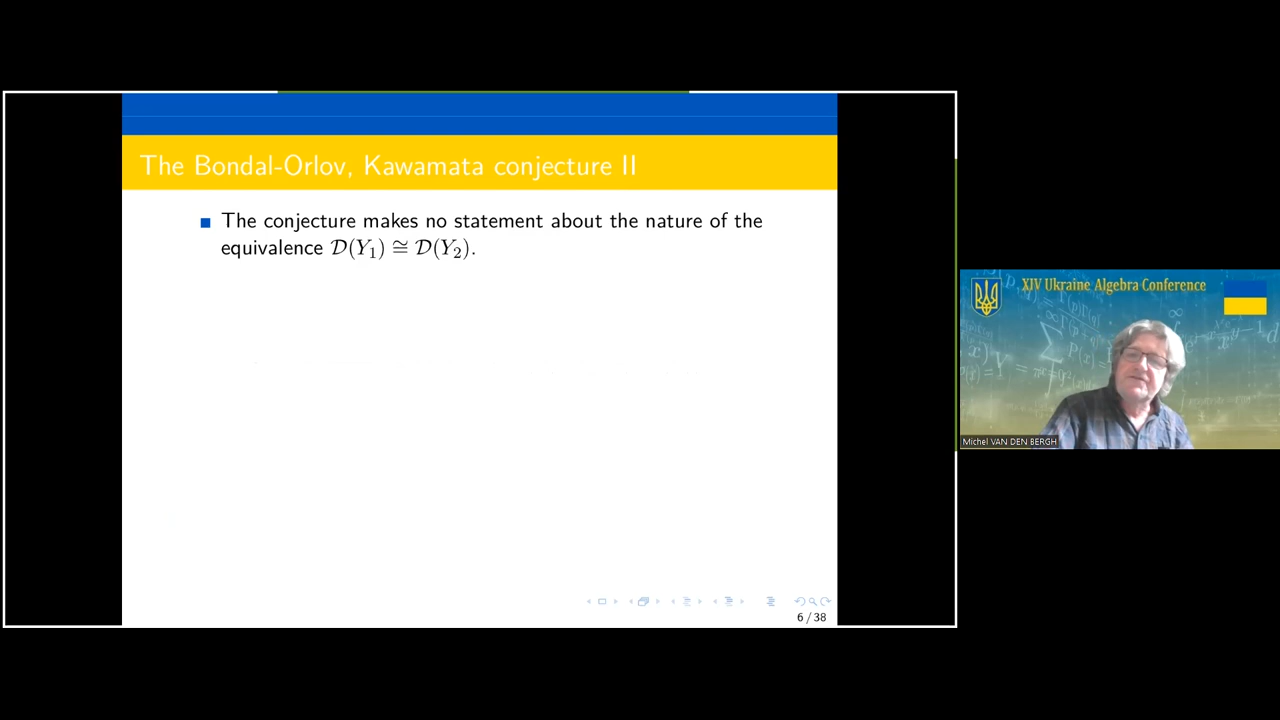 The Bondal-Orlov, Kawamata conjecture II
The conjecture makes no statement about the nature of the
equivalence 𝒟(Y₁) ≅ 𝒟(Y₂).
6 / 38
XIV Ukraine Algebra Conference
Michel VAN DEN BERGH